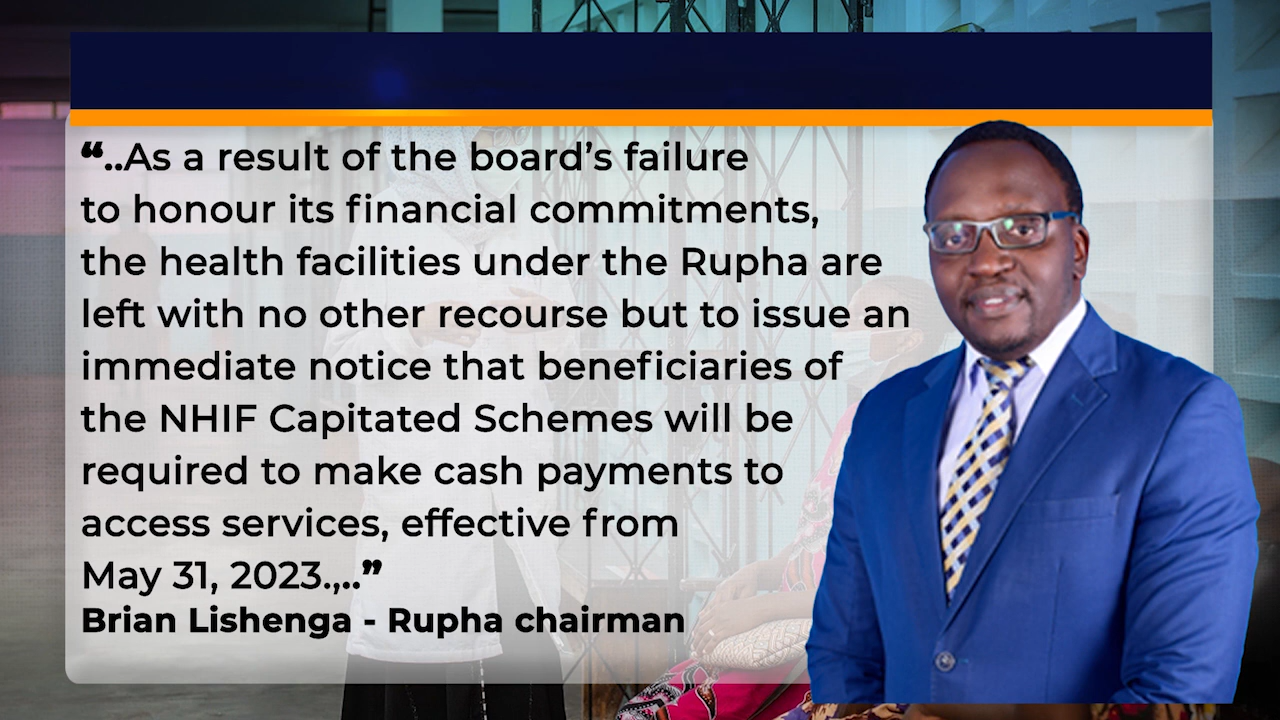 “..As a result of the board’s failure
to honour its financial commitments,
the health facilities under the Rupha are
left with no other recourse but to issue an
immediate notice that beneficiaries of
the NHIF Capitated Schemes will be
required to make cash payments to
access services, effective from
May 31, 2023.,..”
Brian Lishenga - Rupha chairman